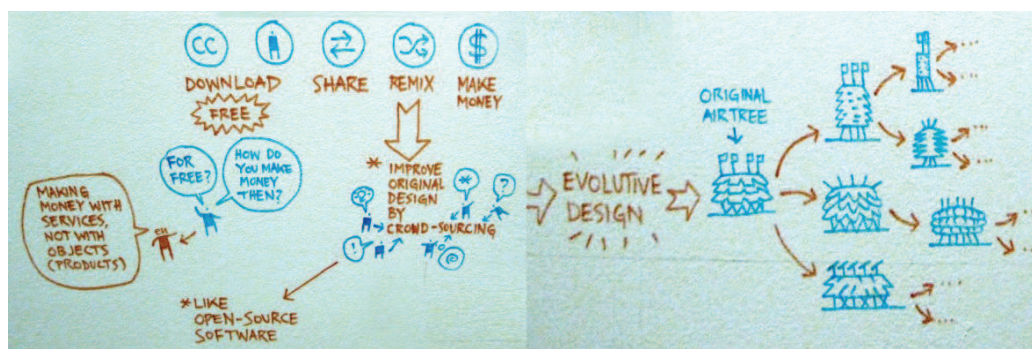 CC
$
DOWNLOAD
SHARE
REMIX
MAKE
MONEY
FREE
FOR
FREE?
HOW DO
YOU MAKE
MONEY
THEN?
MAKING
MONEY WITH
SERVICES,
NOT WITH
OBJECTS
(PRODUCTS)
* IMPROVE
ORIGINAL
DESIGN
BY
CROWD-SOURCING
*
?
!
@
*LIKE
OPEN-SOURCE
SOFTWARE
EVOLUTIVE
DESIGN
ORIGINAL
AIRTREE
...
...
...
...
...
...
...
...